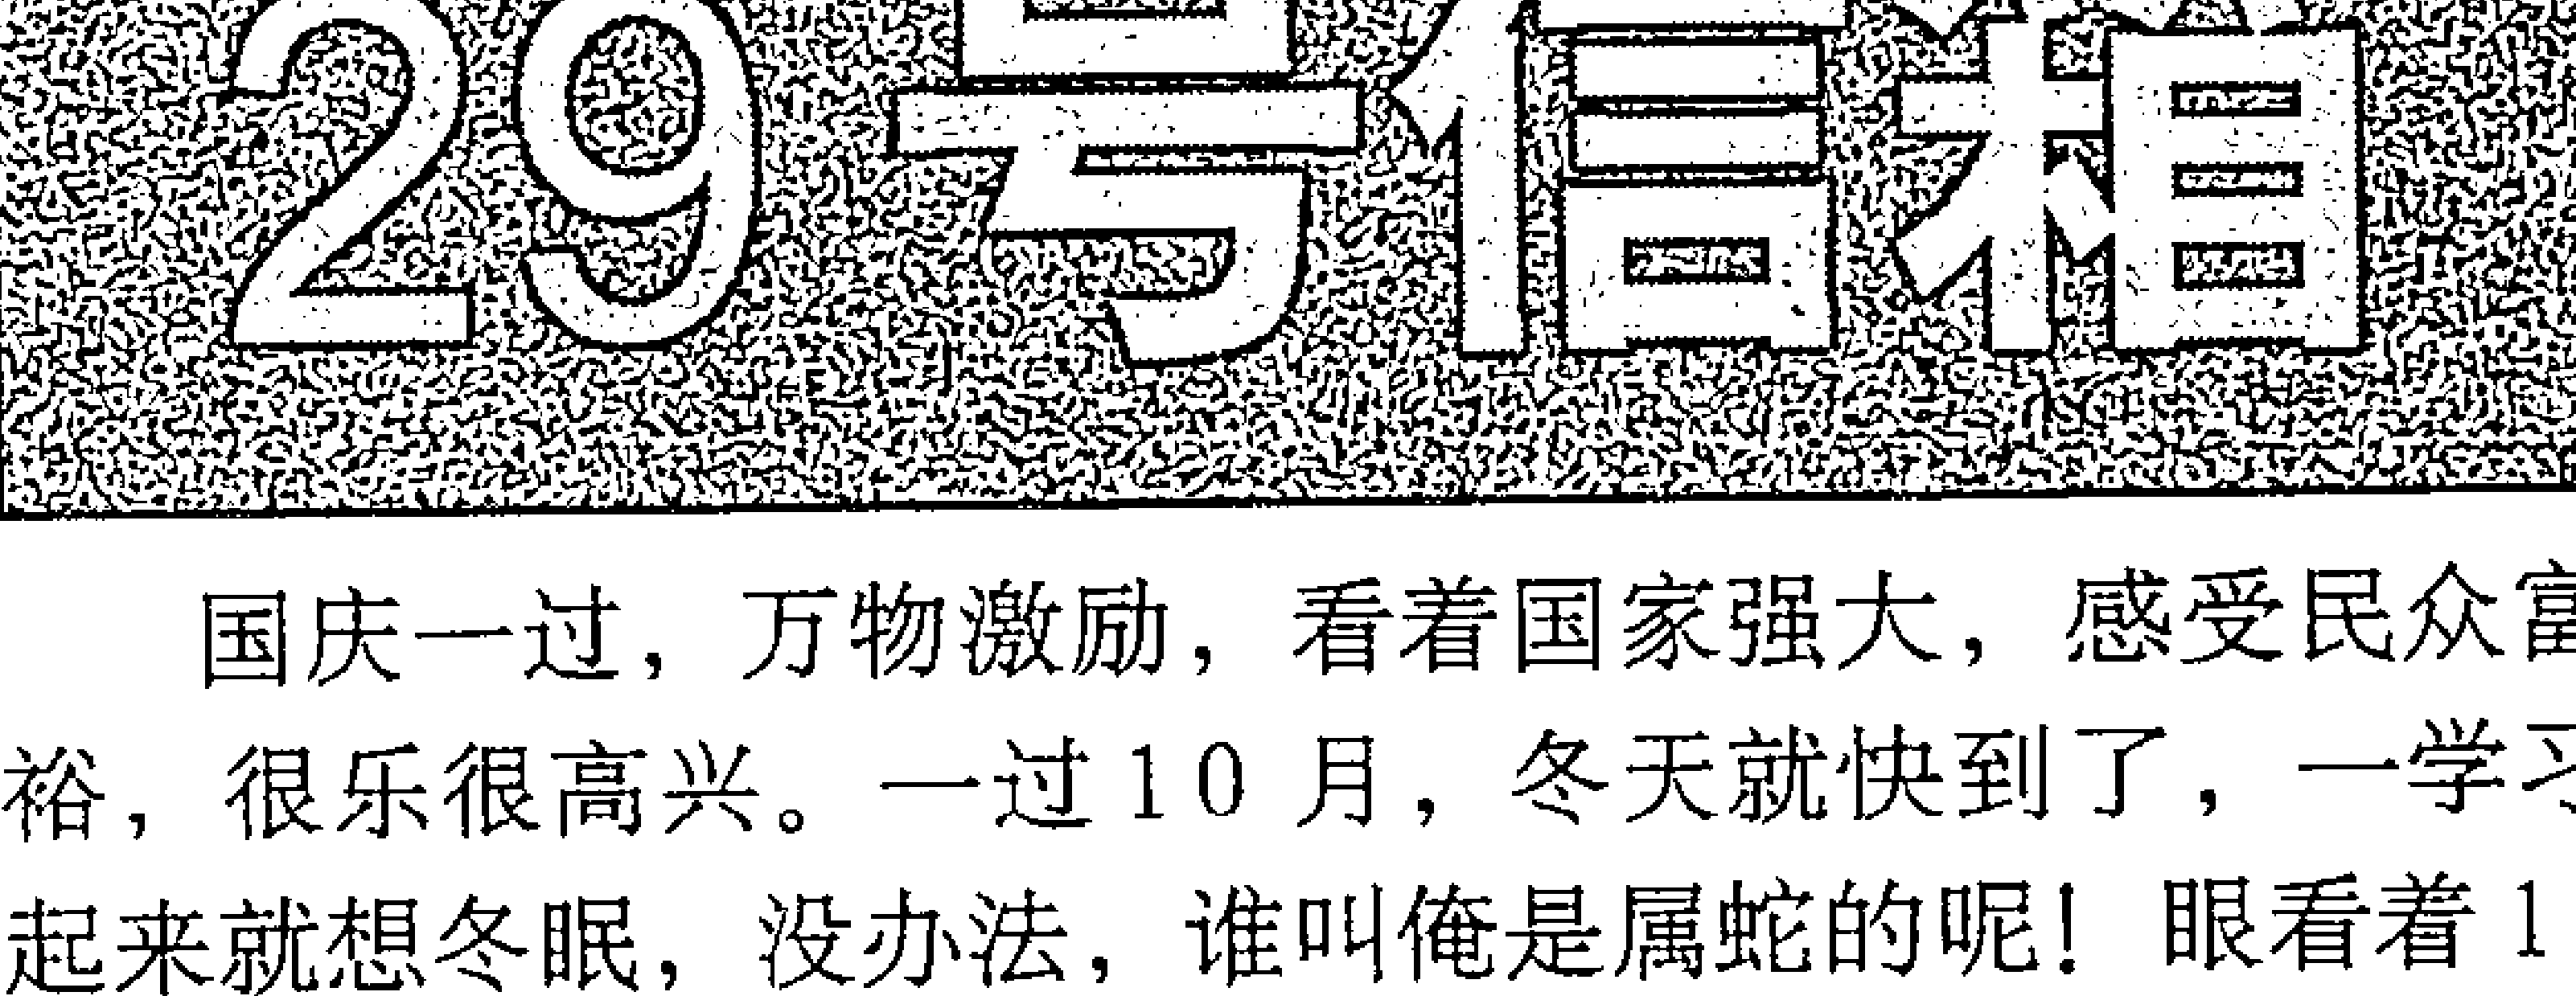 29号信箱
国庆一过，万物激励，看着国家强大，感受民众富
裕，很乐很高兴。一过10月，冬天就快到了，一学习
起来就想冬眠，没办法，谁叫俺是属蛇的呢！眼看着1